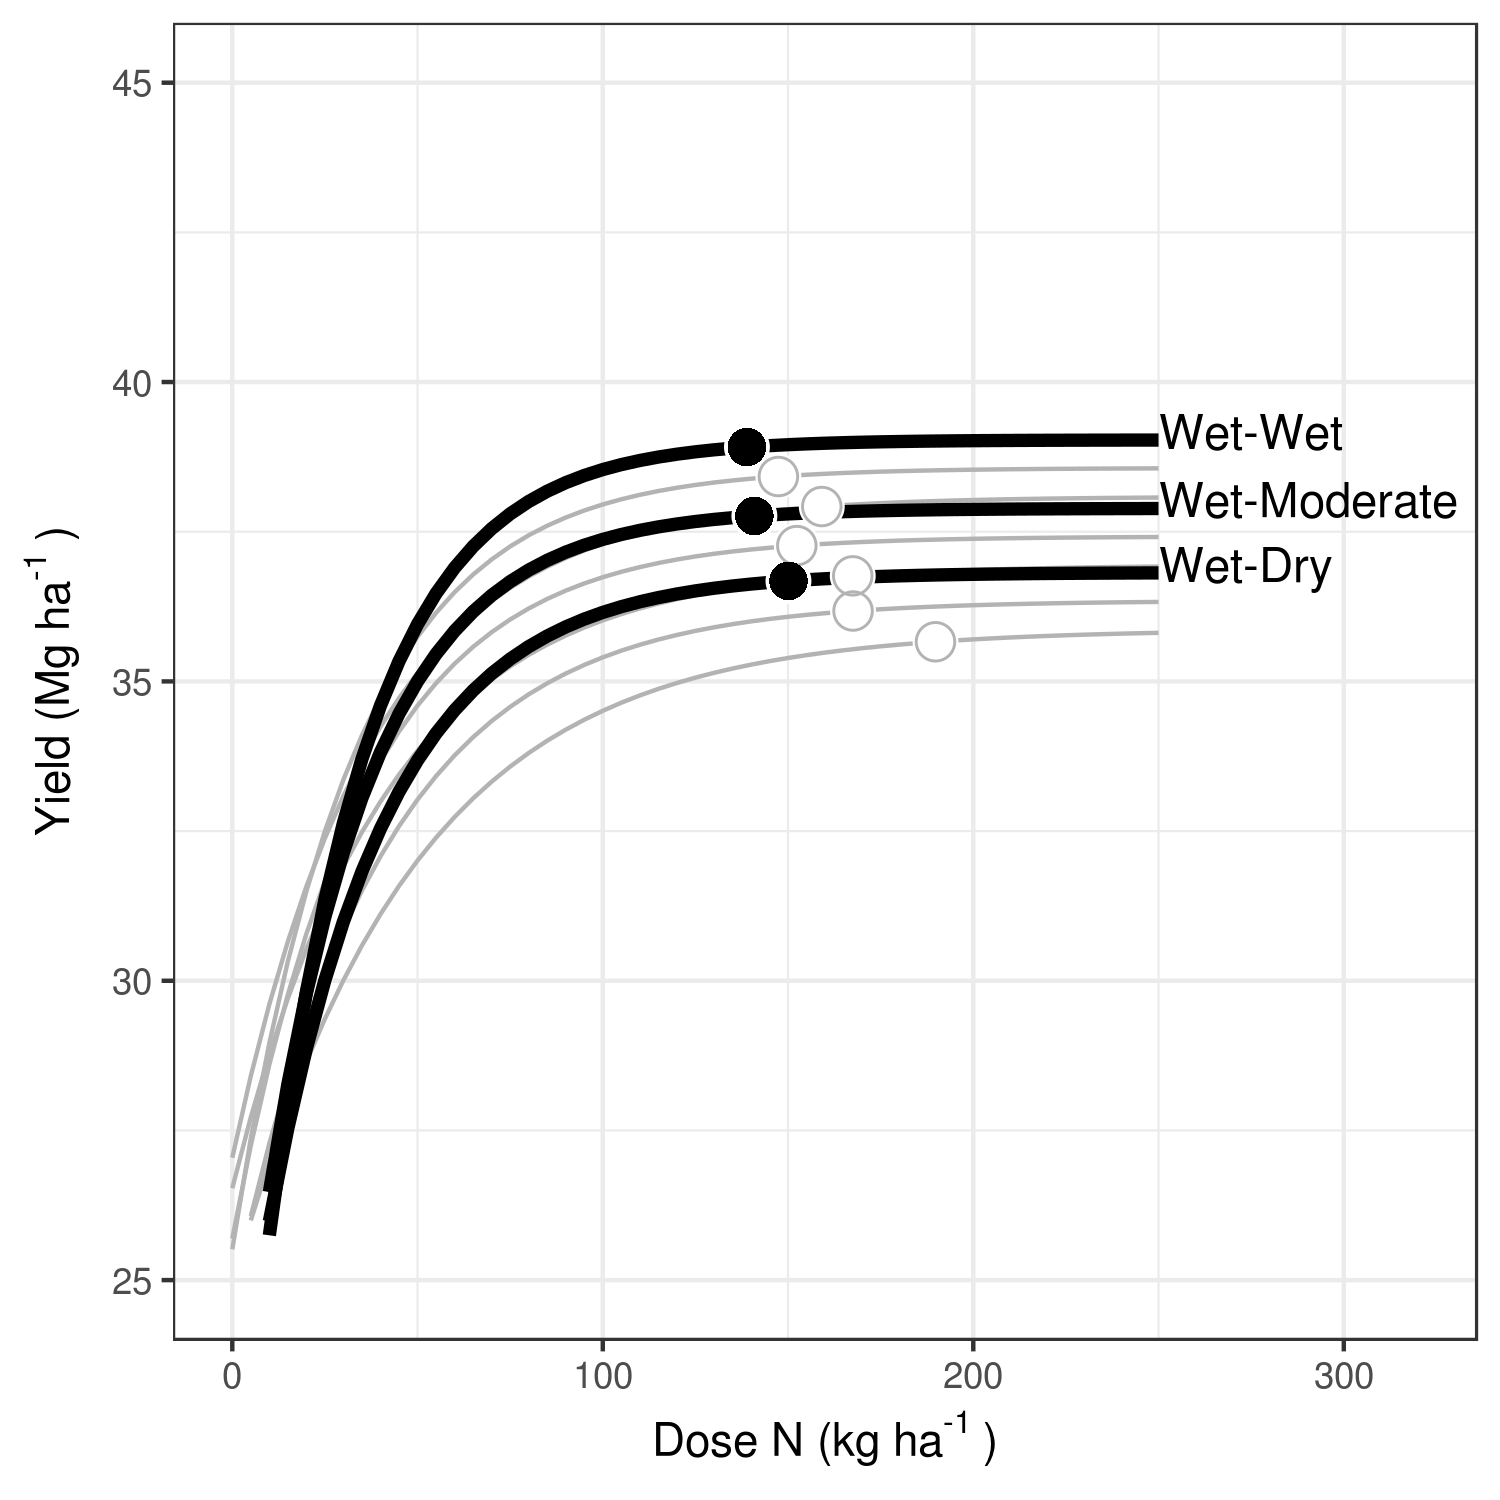 45
40
35
30
25
Yield (Mg ha⁻¹ )
Wet-Wet
Wet-Moderate
Wet-Dry
0 100 200 300
Dose N (kg ha⁻¹ )